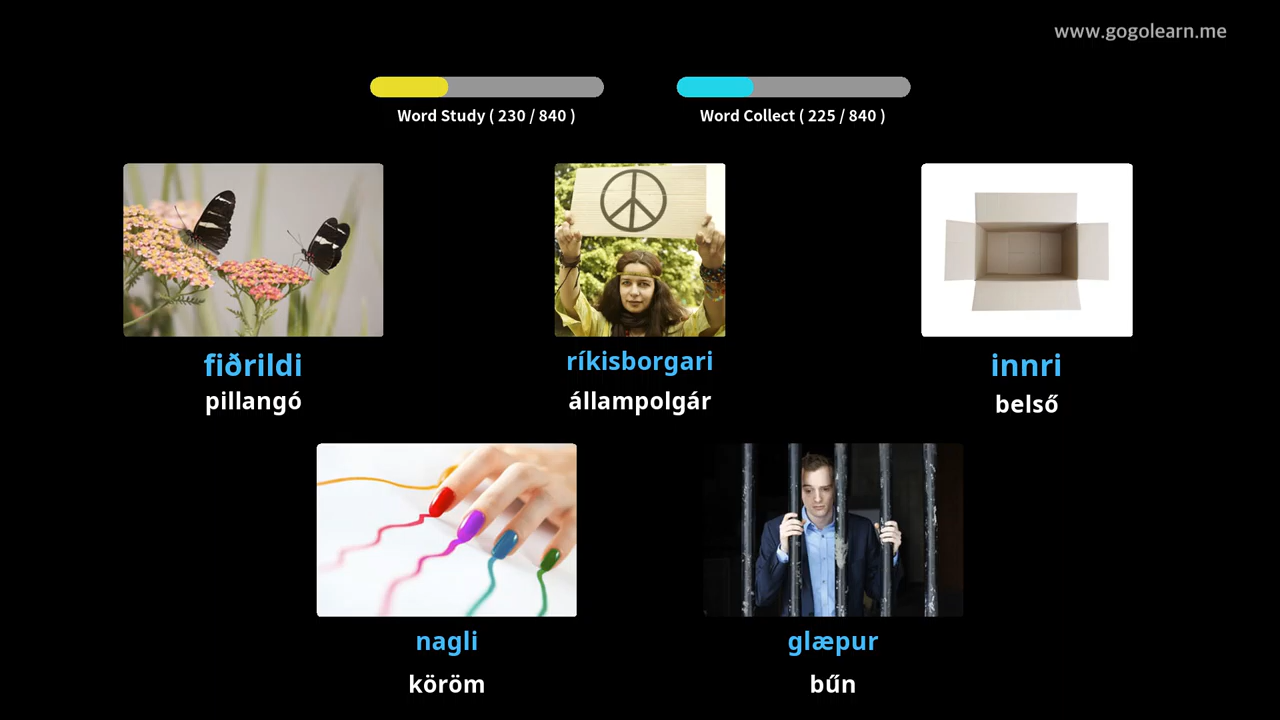 www.gogolearn.me
Word Study ( 230 / 840 )
Word Collect ( 225 / 840 )
fiðrildi
pillangó
ríkisborgari
állampolgár
innri
belső
nagli
köröm
glæpur
bűn